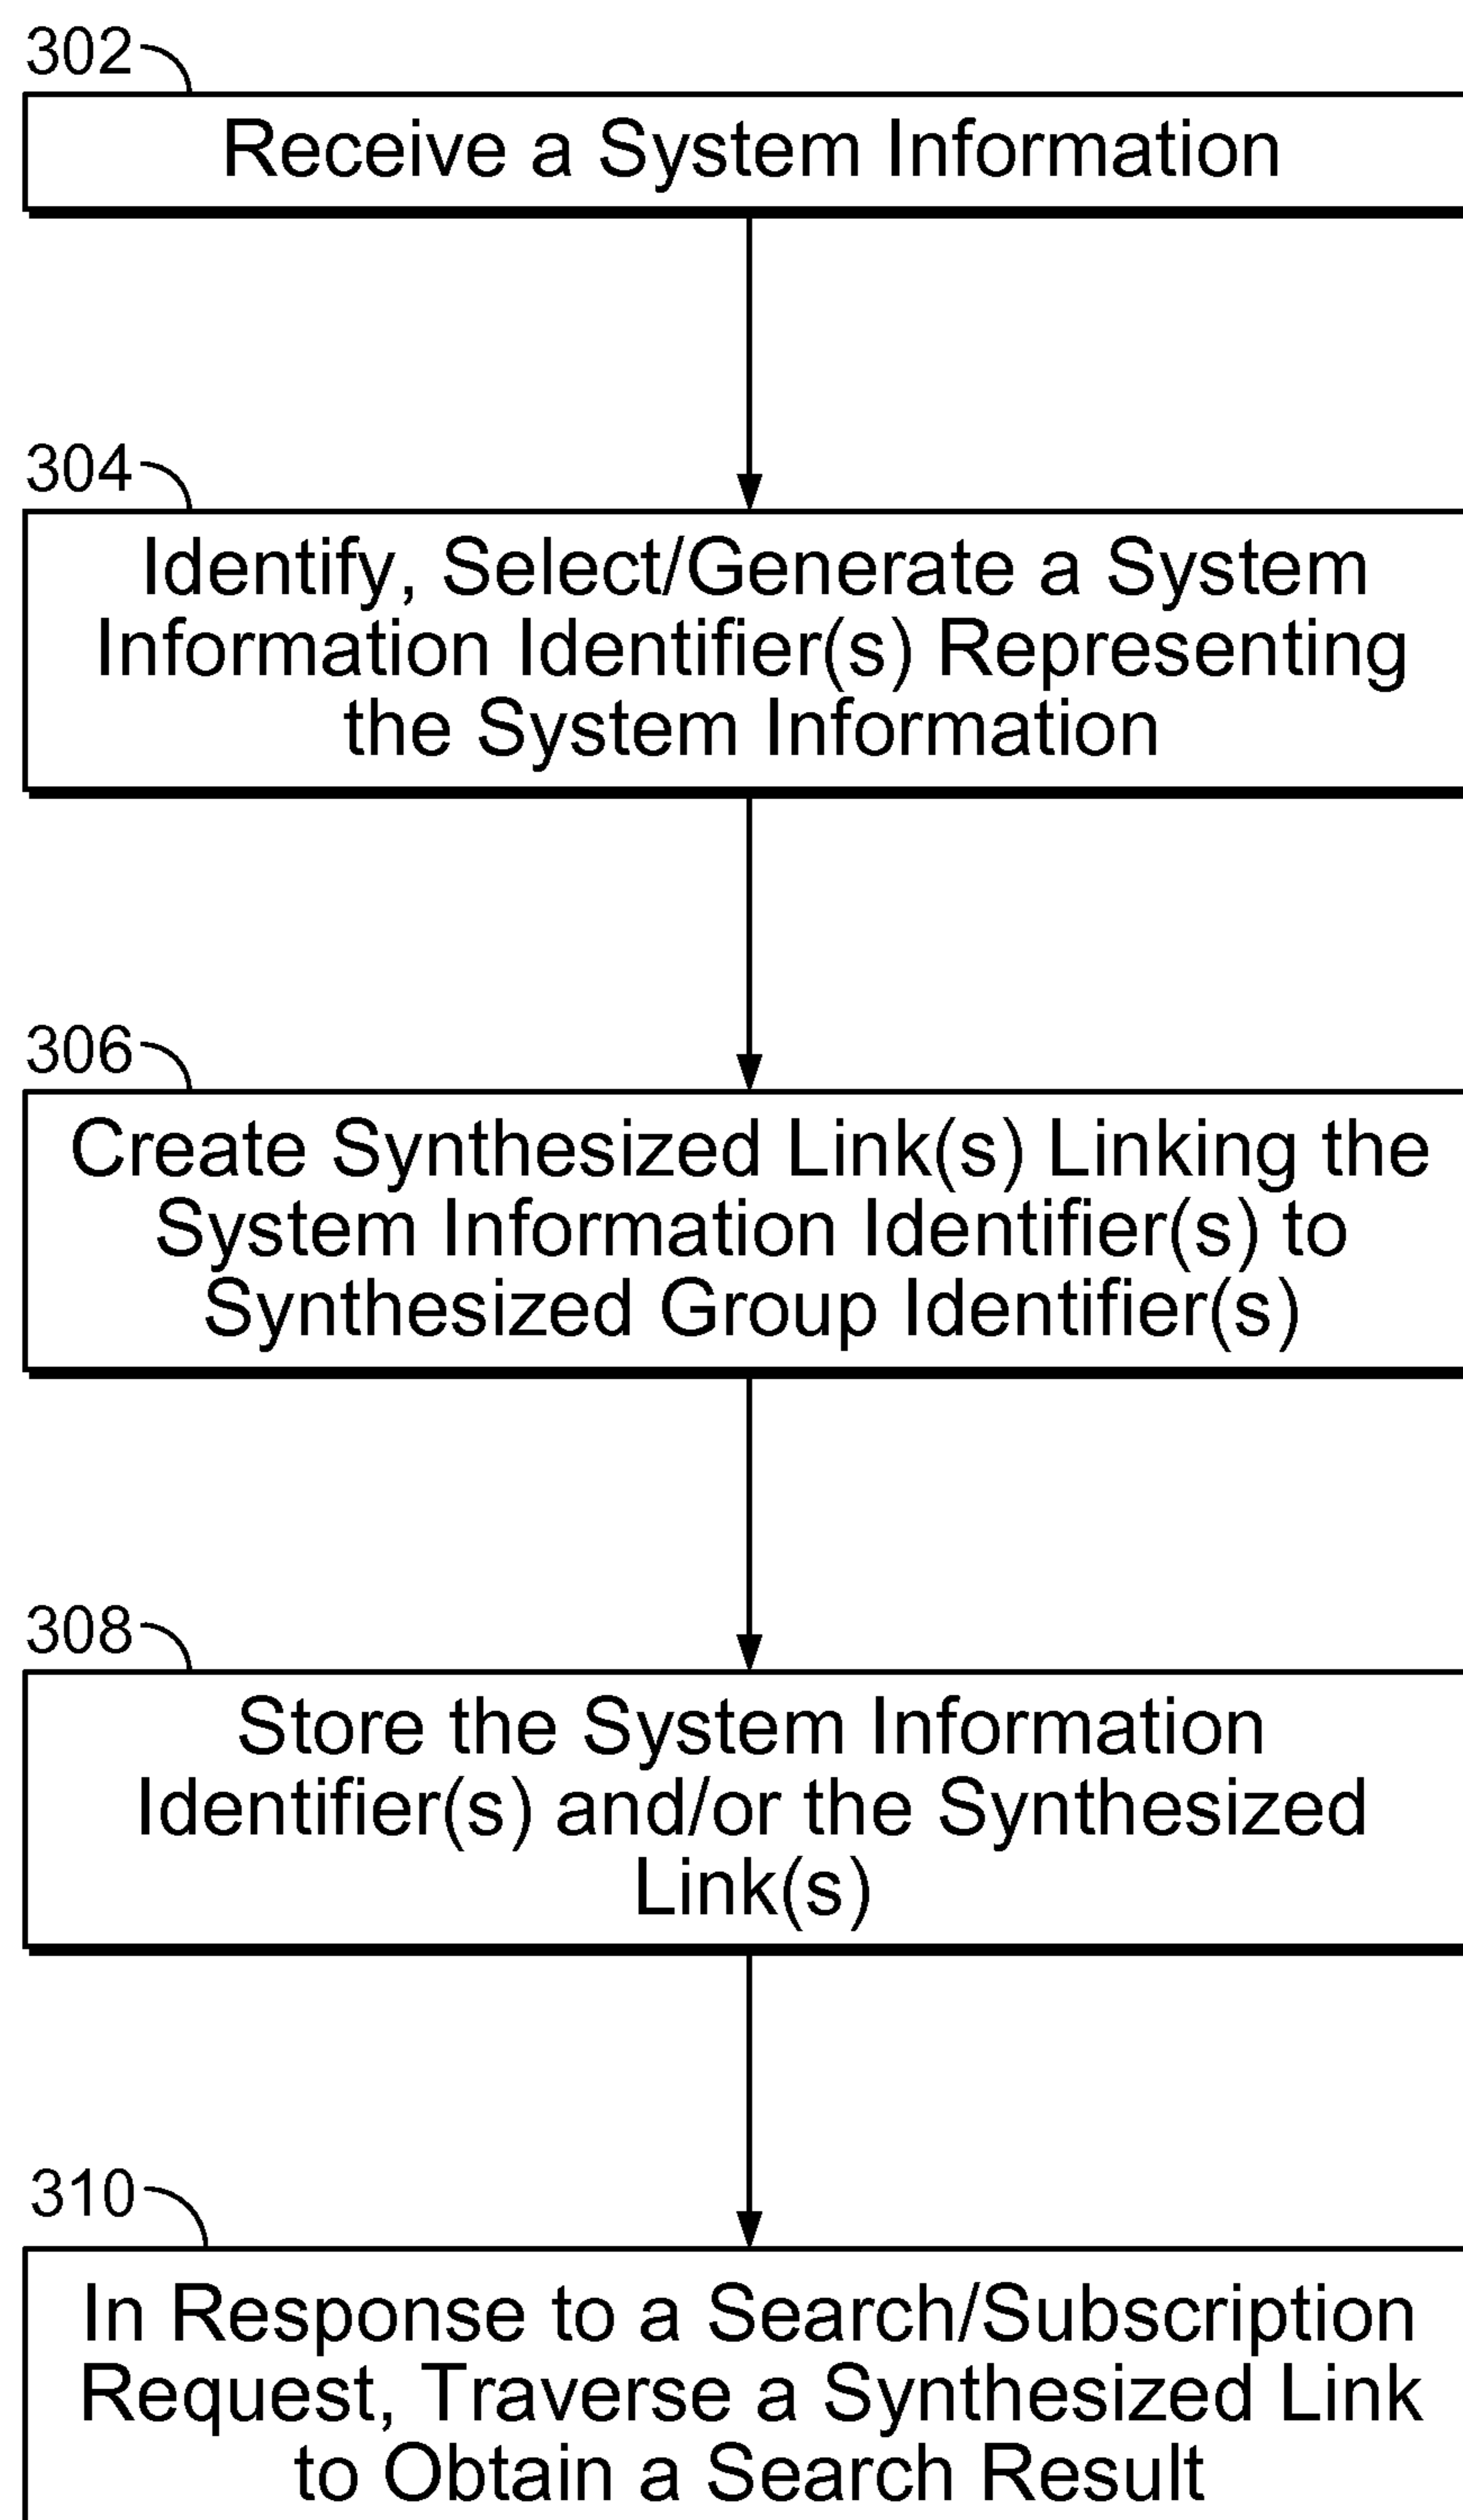 302
Receive a System Information
304
Identify, Select/Generate a System
Information Identifier(s) Representing
the System Information
306
Create Synthesized Link(s) Linking the
System Information Identifier(s) to
Synthesized Group Identifier(s)
308
Store the System Information
Identifier(s) and/or the Synthesized
Link(s)
310
In Response to a Search/Subscription
Request, Traverse a Synthesized Link
to Obtain a Search Result